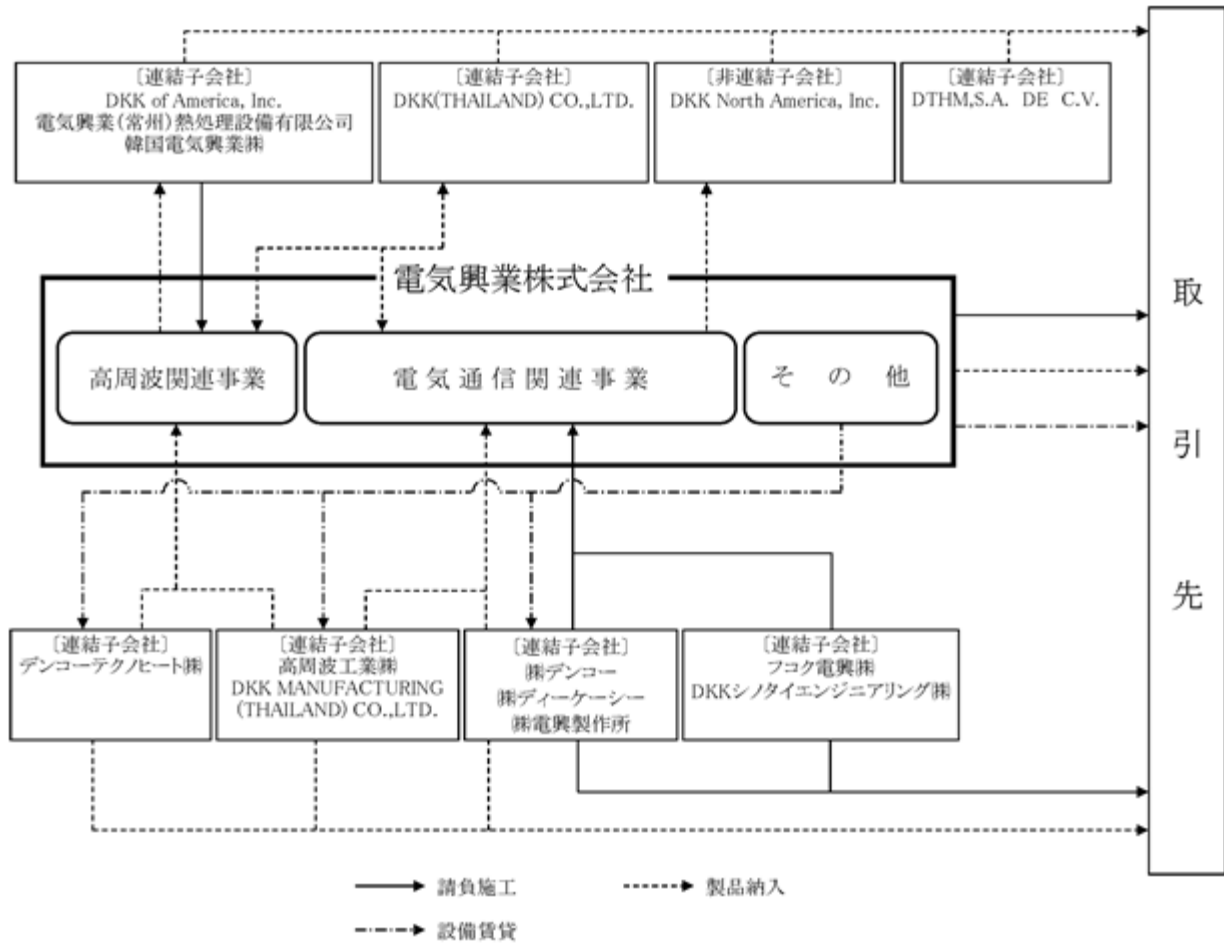 〔連結子会社〕
DKK of America, Inc.
電気興業(常州)熱処理設備有限公司
韓国電気興業㈱
〔連結子会社〕
DKK(THAILAND) CO.,LTD.
〔非連結子会社〕
DKK North America, Inc.
〔連結子会社〕
DTHM,S.A. DE C.V.
電気興業株式会社
高周波関連事業
電気通信関連事業
その他
取引先
〔連結子会社〕
デンコーテクノヒート㈱
〔連結子会社〕
高周波工業㈱
DKK MANUFACTURING
(THAILAND) CO.,LTD.
〔連結子会社〕
㈱デンコー
㈱ディーケーシー
㈱電興製作所
〔連結子会社〕
フコク電興㈱
DKKシノタイエンジニアリング㈱
請負施工
製品納入
設備賃貸